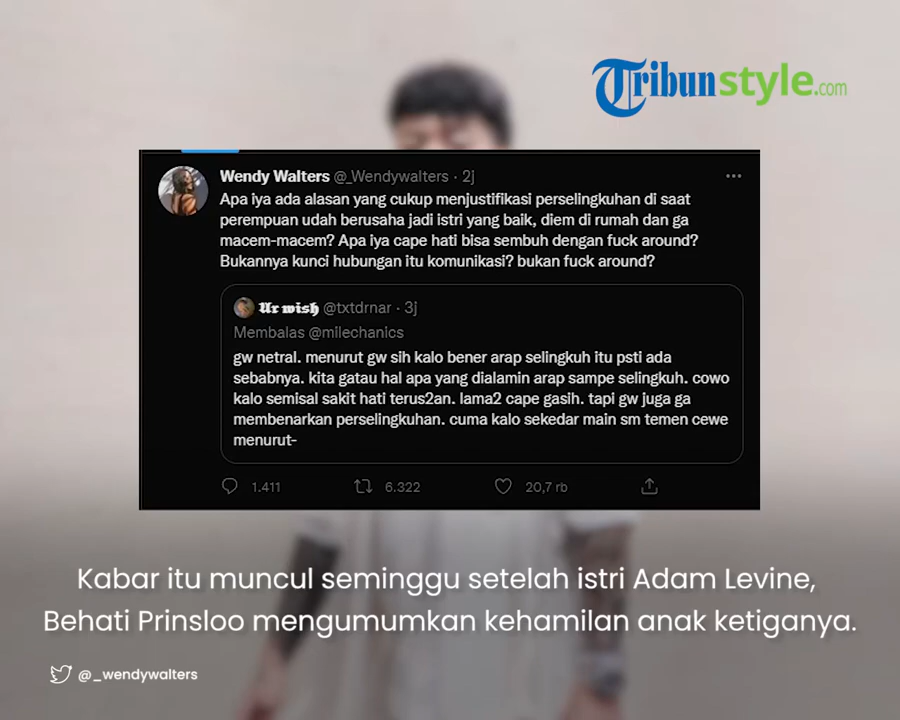 Tribunstyle.com
Wendy Walters @_Wendywalters · 2j
Apa iya ada alasan yang cukup menjustifikasi perselingkuhan di saat
perempuan udah berusaha jadi istri yang baik, diem di rumah dan ga
macem-macem? Apa iya cape hati bisa sembuh dengan fuck around?
Bukannya kunci hubungan itu komunikasi? bukan fuck around?
Ur wish @txtdrnar · 3j
Membalas @milechanics
gw netral. menurut gw sih kalo bener arap selingkuh itu psti ada
sebabnya. kita gatau hal apa yang dialamin arap sampe selingkuh. cowo
kalo semisal sakit hati terus2an. lama2 cape gasih. tapi gw juga ga
membenarkan perselingkuhan. cuma kalo sekedar main sm temen cewe
menurut-
1.411 6.322 20,7 rb
Kabar itu muncul seminggu setelah istri Adam Levine,
Behati Prinsloo mengumumkan kehamilan anak ketiganya.
@_wendywalters